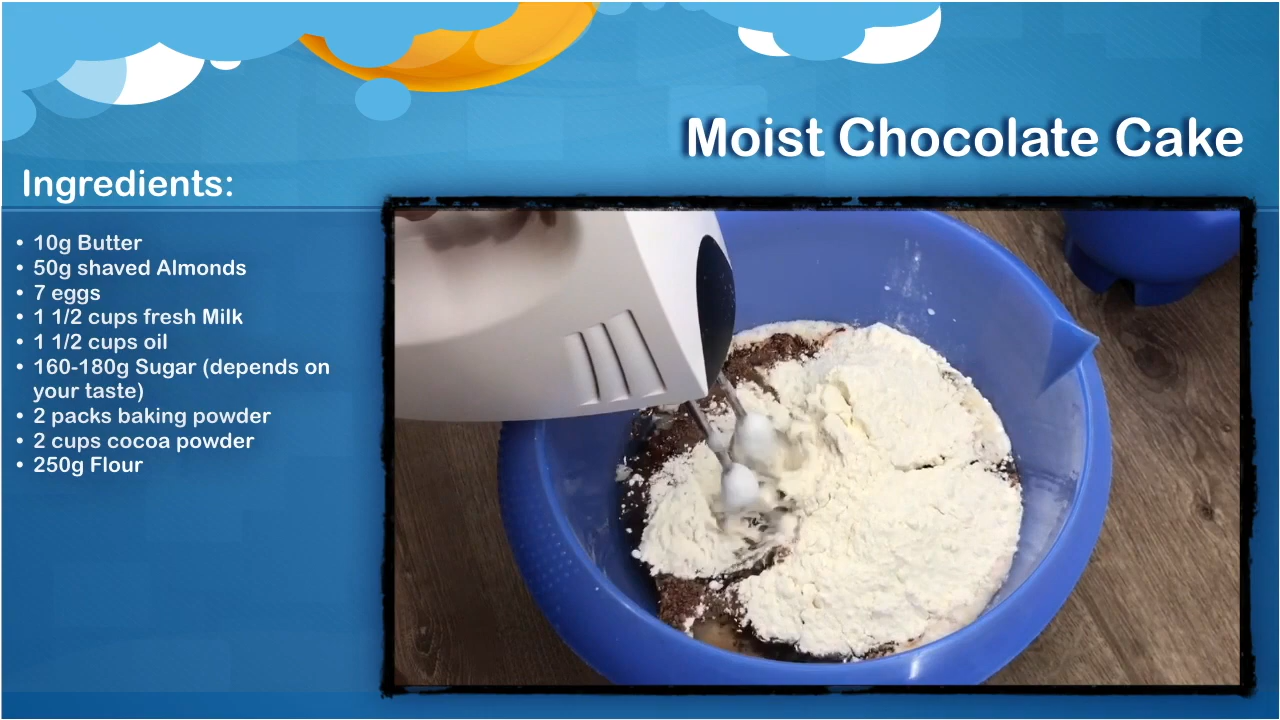 Moist Chocolate Cake
Ingredients:
• 10g Butter
• 50g shaved Almonds
• 7 eggs
• 1 1/2 cups fresh Milk
• 1 1/2 cups oil
• 160-180g Sugar (depends on
your taste)
• 2 packs baking powder
• 2 cups cocoa powder
• 250g Flour